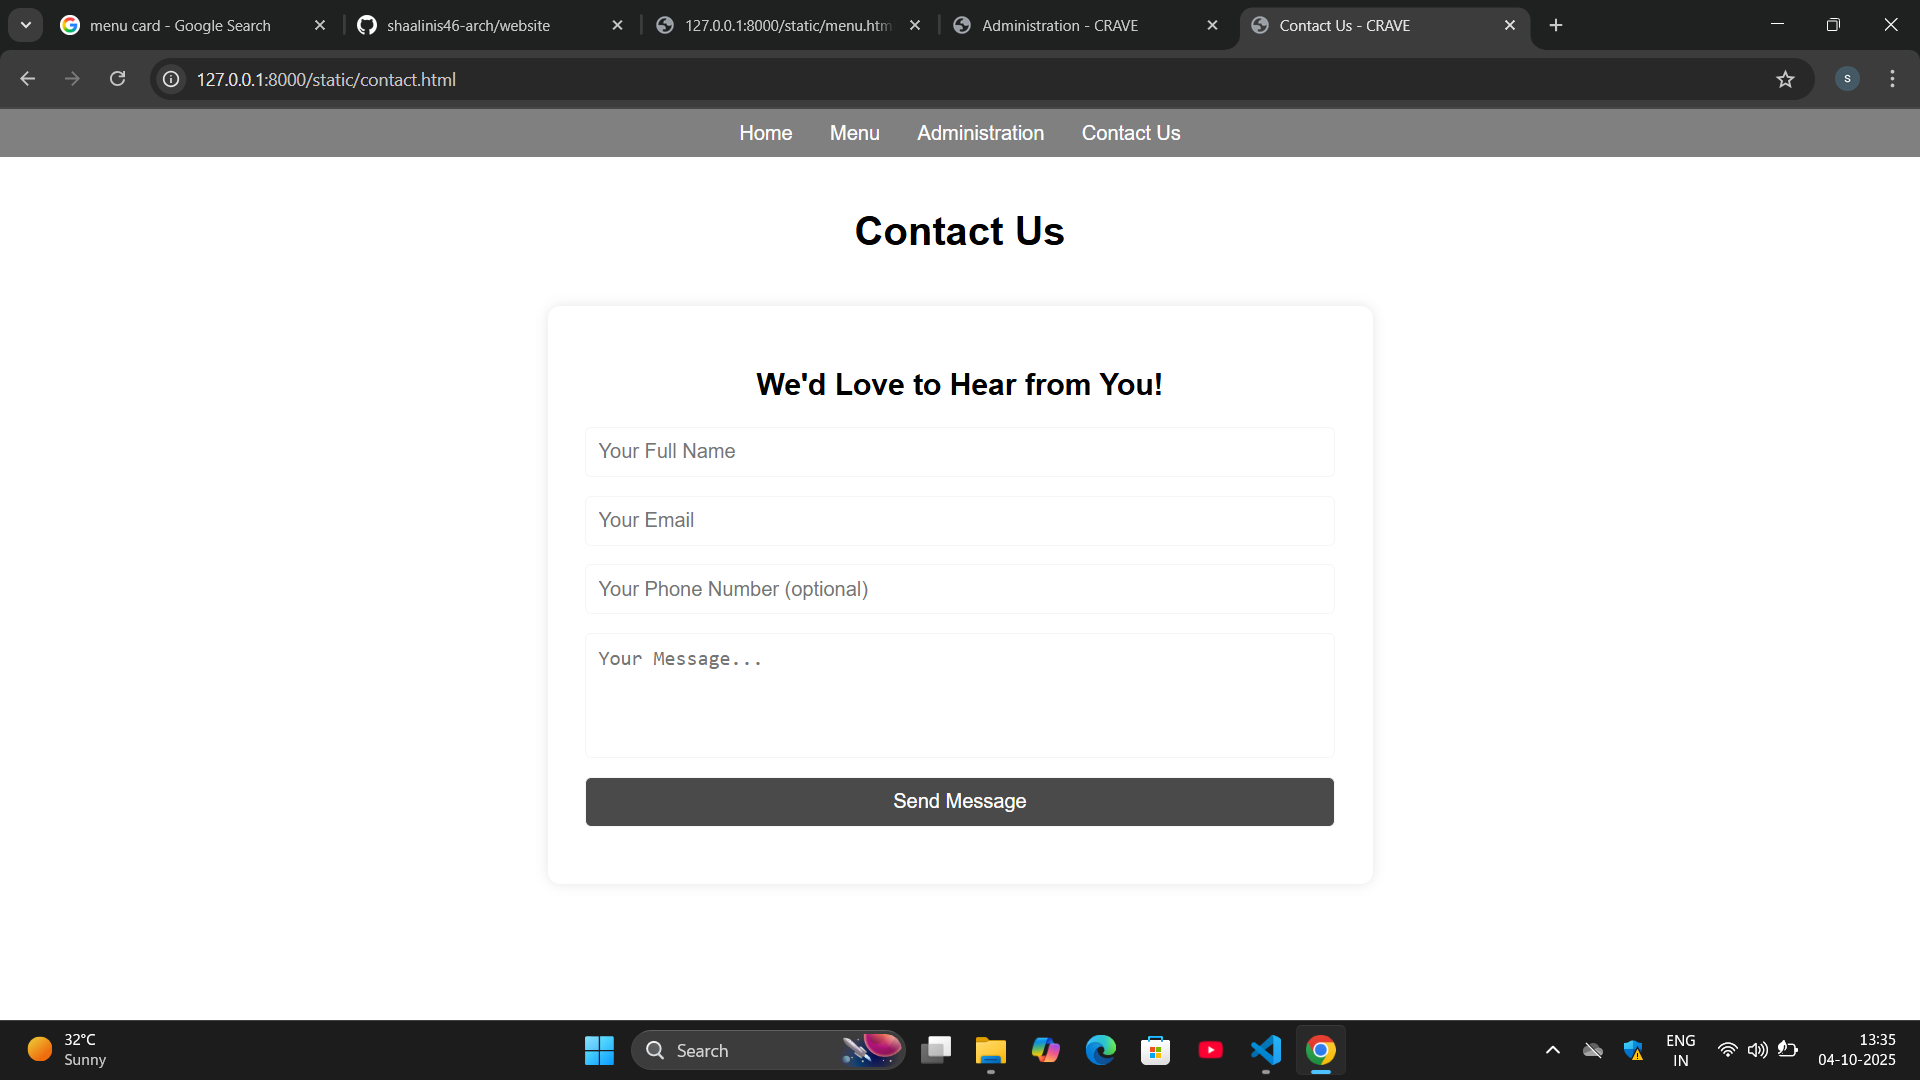 menu card - Google Search
shaalinis46-arch/website
127.0.0.1:8000/static/menu.htm
Administration - CRAVE
Contact Us - CRAVE
127.0.0.1:8000/static/contact.html
S
Home Menu Administration Contact Us
Contact Us
We'd Love to Hear from You!
Your Full Name
Your Email
Your Phone Number (optional)
Your Message...
Send Message
32°C
Sunny
Search
ENG
IN
13:35
04-10-2025